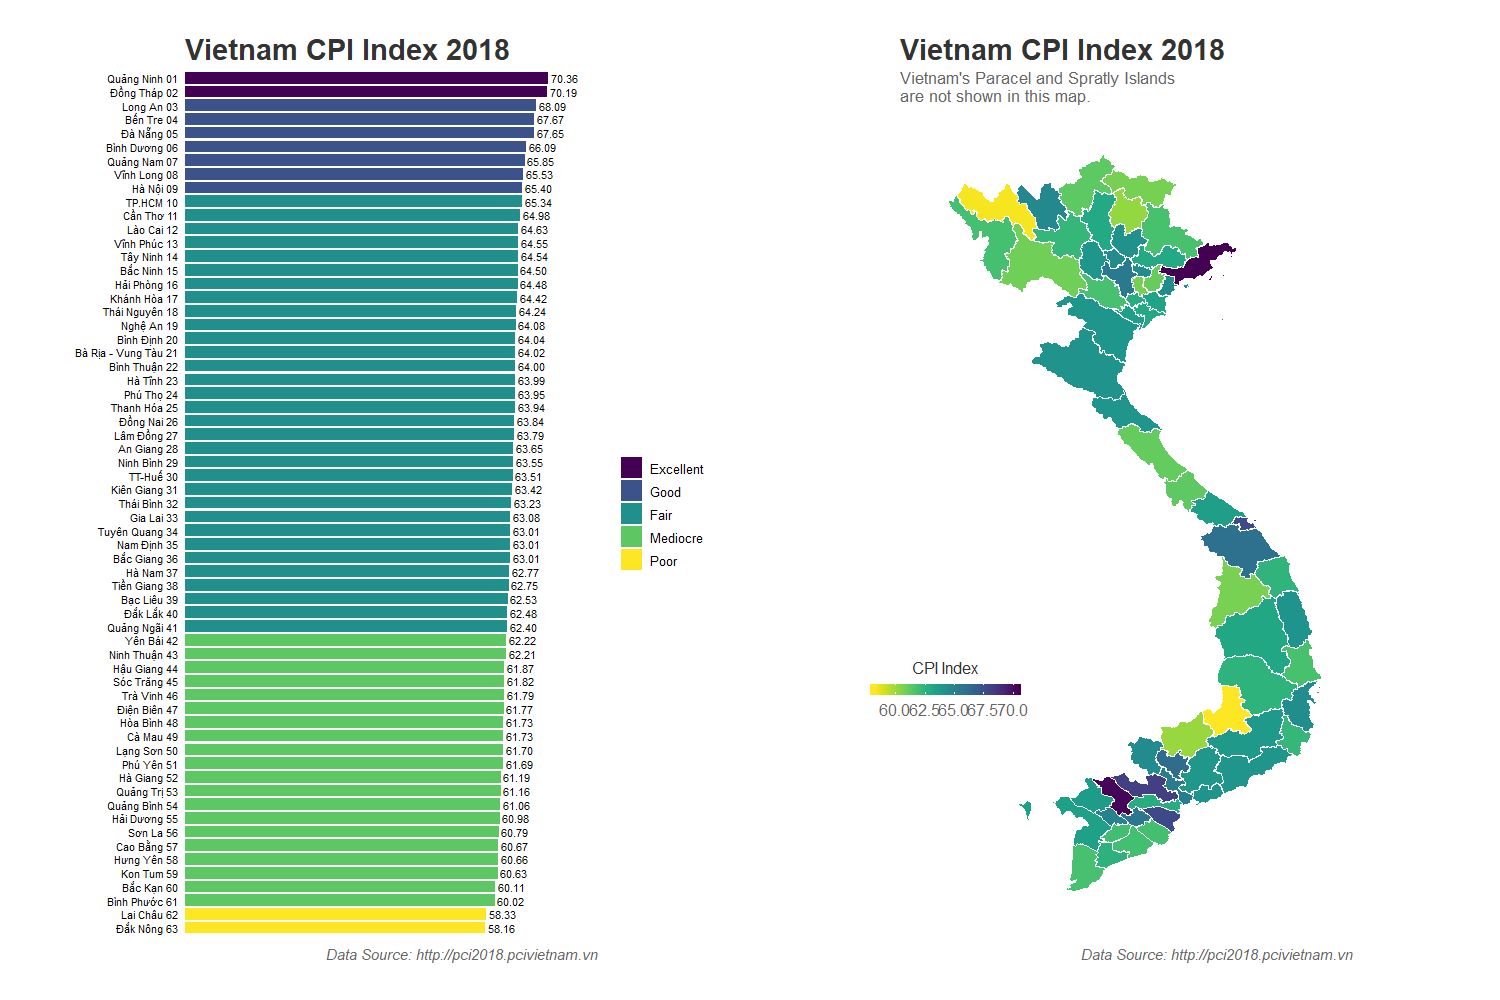 Vietnam CPI Index 2018
Quảng Ninh 01 70.36
Đồng Tháp 02 70.19
Long An 03 68.09
Bến Tre 04 67.67
Đà Nẵng 05 67.65
Bình Dương 06 66.09
Quảng Nam 07 65.85
Vĩnh Long 08 65.53
Hà Nội 09 65.40
TP.HCM 10 65.34
Cần Thơ 11 64.98
Lào Cai 12 64.63
Vĩnh Phúc 13 64.55
Tây Ninh 14 64.54
Bắc Ninh 15 64.50
Hải Phòng 16 64.48
Khánh Hòa 17 64.42
Thái Nguyên 18 64.24
Nghệ An 19 64.08
Bình Định 20 64.04
Bà Rịa - Vung Tàu 21 64.02
Bình Thuận 22 64.00
Hà Tĩnh 23 63.99
Phú Thọ 24 63.95
Thanh Hóa 25 63.94
Đồng Nai 26 63.84
Lâm Đồng 27 63.79
An Giang 28 63.65
Ninh Bình 29 63.55
TT-Huế 30 63.51
Kiên Giang 31 63.42
Thái Bình 32 63.23
Gia Lai 33 63.08
Tuyên Quang 34 63.01
Nam Định 35 63.01
Bắc Giang 36 63.01
Hà Nam 37 62.77
Tiền Giang 38 62.75
Bạc Liêu 39 62.53
Đắk Lắk 40 62.48
Quảng Ngãi 41 62.40
Yên Bái 42 62.22
Ninh Thuận 43 62.21
Hậu Giang 44 61.87
Sóc Trăng 45 61.82
Trà Vinh 46 61.79
Điện Biên 47 61.77
Hòa Bình 48 61.73
Cà Mau 49 61.73
Lạng Sơn 50 61.70
Phú Yên 51 61.69
Hà Giang 52 61.19
Quảng Trị 53 61.16
Quảng Bình 54 61.06
Hải Dương 55 60.98
Sơn La 56 60.79
Cao Bằng 57 60.67
Hưng Yên 58 60.66
Kon Tum 59 60.63
Bắc Kạn 60 60.11
Bình Phước 61 60.02
Lai Châu 62 58.33
Đắk Nông 63 58.16
Excellent
Good
Fair
Mediocre
Poor
Data Source: http://pci2018.pcivietnam.vn
Vietnam CPI Index 2018
Vietnam's Paracel and Spratly Islands
are not shown in this map.
CPI Index
60.0 62.5 65.0 67.5 70.0
Data Source: http://pci2018.pcivietnam.vn